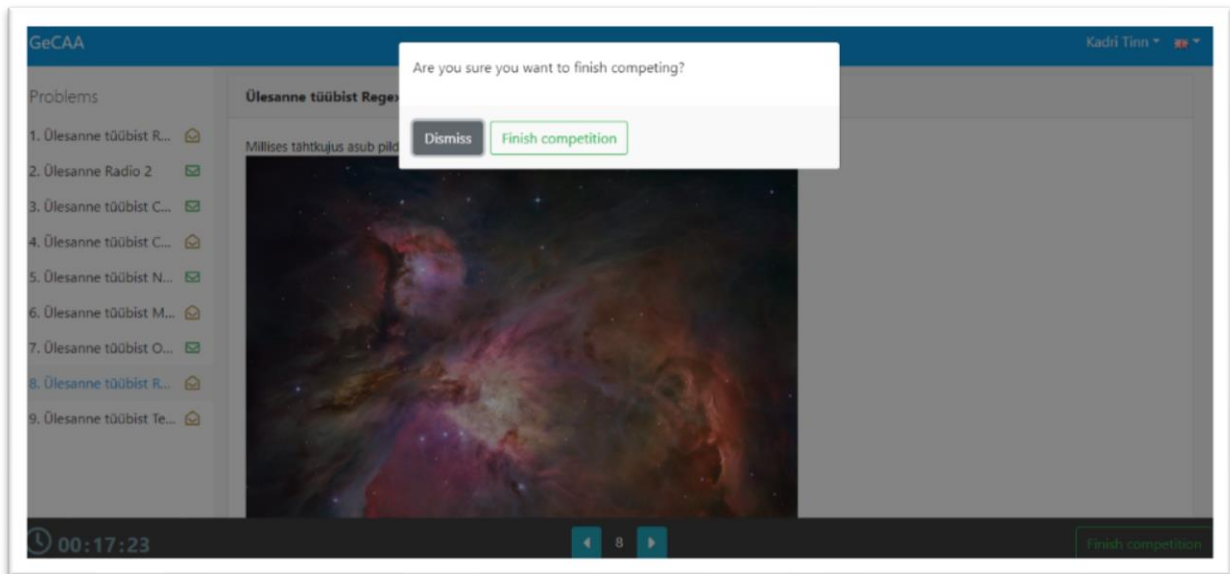 GeCAA
Kadri Tinn
Are you sure you want to finish competing?
Dismiss
Finish competition
Problems
1. Ülesanne tüübist R...
2. Ülesanne Radio 2
3. Ülesanne tüübist C...
4. Ülesanne tüübist C...
5. Ülesanne tüübist N...
6. Ülesanne tüübist M...
7. Ülesanne tüübist O...
8. Ülesanne tüübist R...
9. Ülesanne tüübist Te...
Ülesanne tüübist Regex
Millises tähtkujus asub pild
00:17:23
8
Finish competition